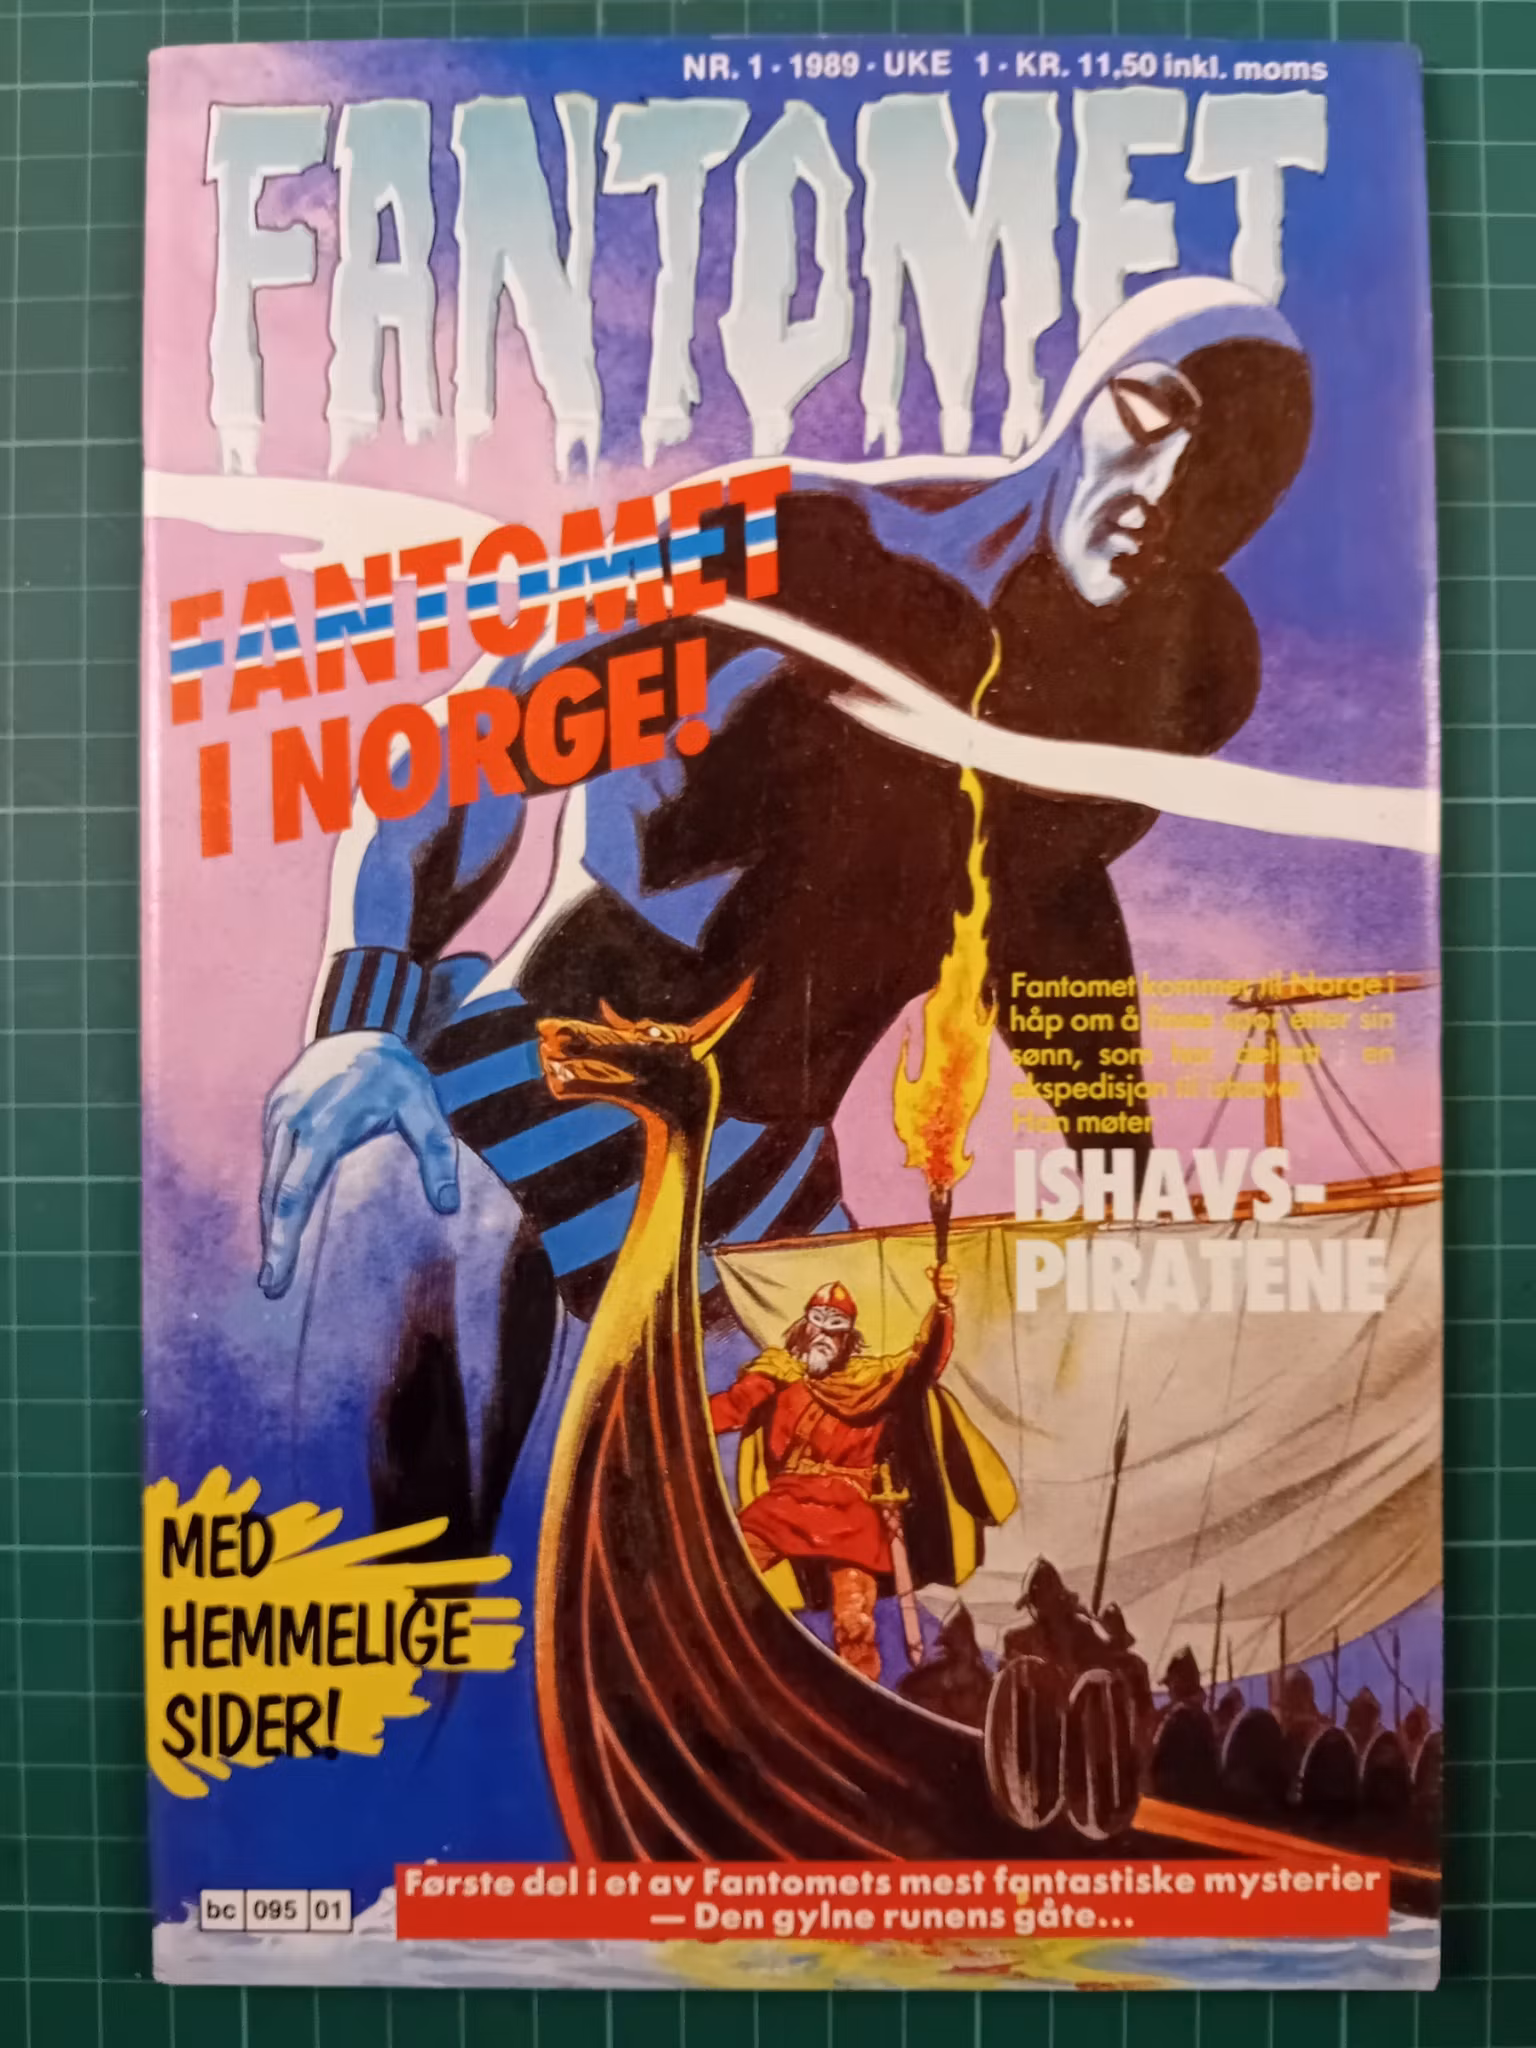 NR. 1 · 1989 · UKE 1 · KR. 11,50 inkl. moms
FANTOMET
FANTOMET
I NORGE!
Fantomet kommer til Norge i
håp om å finne spor etter sin
sønn, som har deltatt i en
ekspedisjon til ishavet.
Han møter
ISHAVS-
PIRATENE
MED
HEMMELIGE
SIDER!
Første del i et av Fantomets mest fantastiske mysterier
— Den gylne runens gåte...
bc 095 01